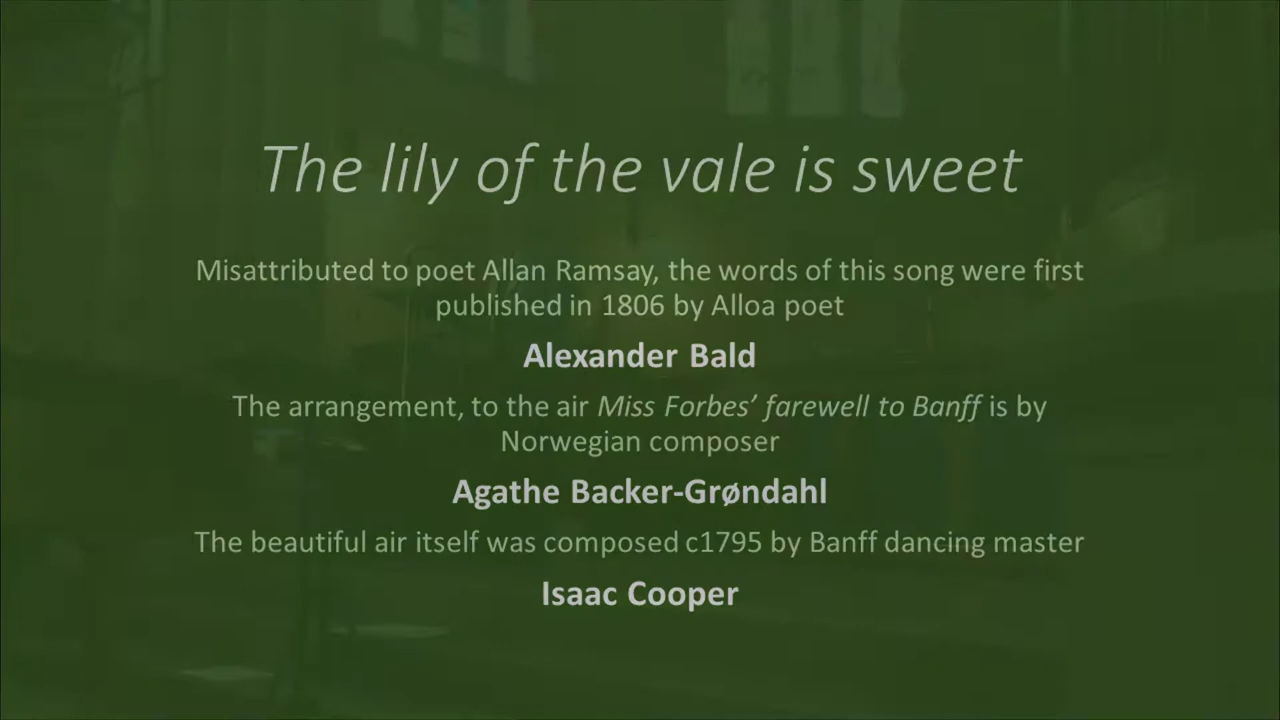 The lily of the vale is sweet
Misattributed to poet Allan Ramsay, the words of this song were first
published in 1806 by Alloa poet
Alexander Bald
The arrangement, to the air Miss Forbes’ farewell to Banff is by
Norwegian composer
Agathe Backer-Grøndahl
The beautiful air itself was composed c1795 by Banff dancing master
Isaac Cooper